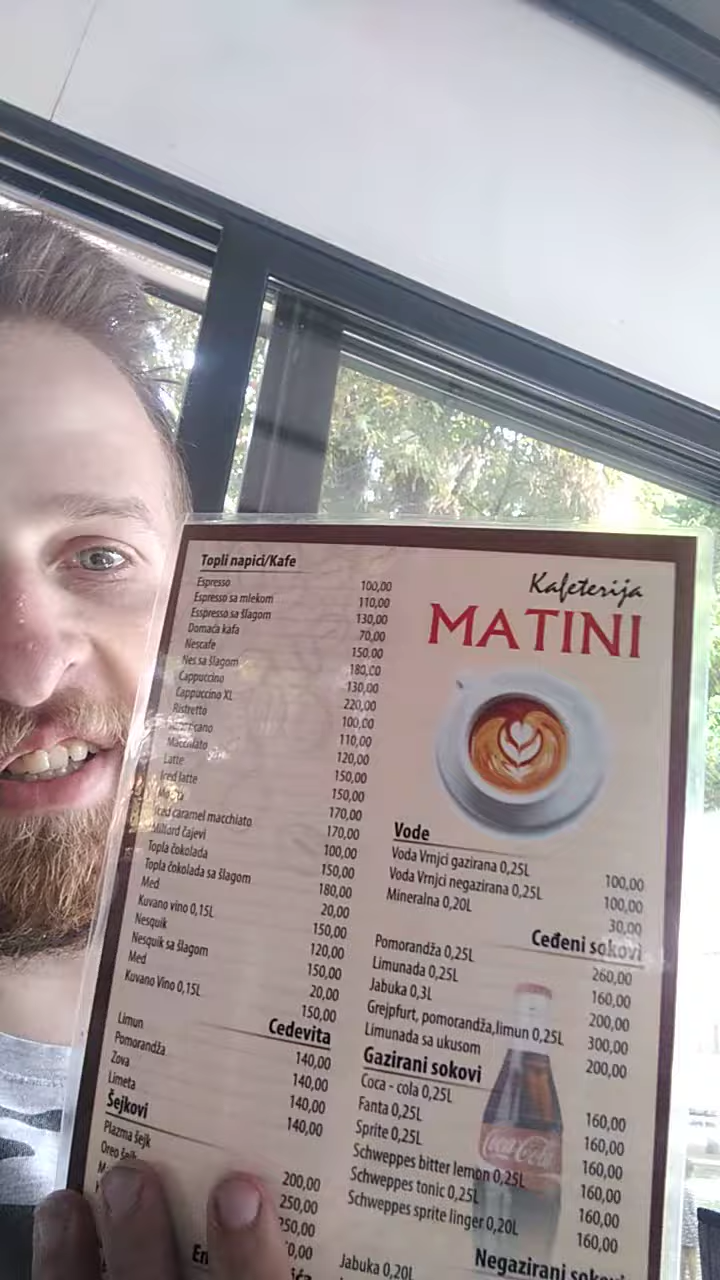 Topli napici/Kafe
Espresso 100,00
Espresso sa mlekom 110,00
Esspresso sa šlagom 130,00
Domaća kafa 70,00
Nescafe 150,00
Nes sa šlagom 180,00
Cappuccino 130,00
Cappuccino XL 220,00
Ristretto 100,00
110,00
Macchiato 120,00
Latte 150,00
Iced latte 150,00
170,00
Iced caramel macchiato 170,00
Milford čajevi 100,00
Topla čokolada 150,00
Topla čokolada sa šlagom 180,00
Med 20,00
Kuvano vino 0,15L 150,00
Nesquik 120,00
Nesquik sa šlagom 150,00
Med 20,00
Kuvano Vino 0,15L 150,00
Cedevita
Limun 140,00
Pomorandža 140,00
Zova 140,00
Limeta 140,00
Šejkovi
Plazma šejk 200,00
Oreo šejk 250,00
250,00
Kafeterija
MATINI
Vode
Voda Vrnjci gazirana 0,25L 100,00
Voda Vrnjci negazirana 0,25L 100,00
Mineralna 0,20L 30,00
Ceđeni sokovi
Pomorandža 0,25L 260,00
Limunada 0,25L 160,00
Jabuka 0,3L 200,00
Grejpfurt, pomorandža,limun 0,25L 300,00
Limunada sa ukusom 200,00
Gazirani sokovi
Coca - cola 0,25L 160,00
Fanta 0,25L 160,00
Sprite 0,25L 160,00
Schweppes bitter lemon 0,25L 160,00
Schweppes tonic 0,25L 160,00
Schweppes sprite linger 0,20L 160,00
Coca-Cola
Negazirani sokovi
Jabuka 0,20L